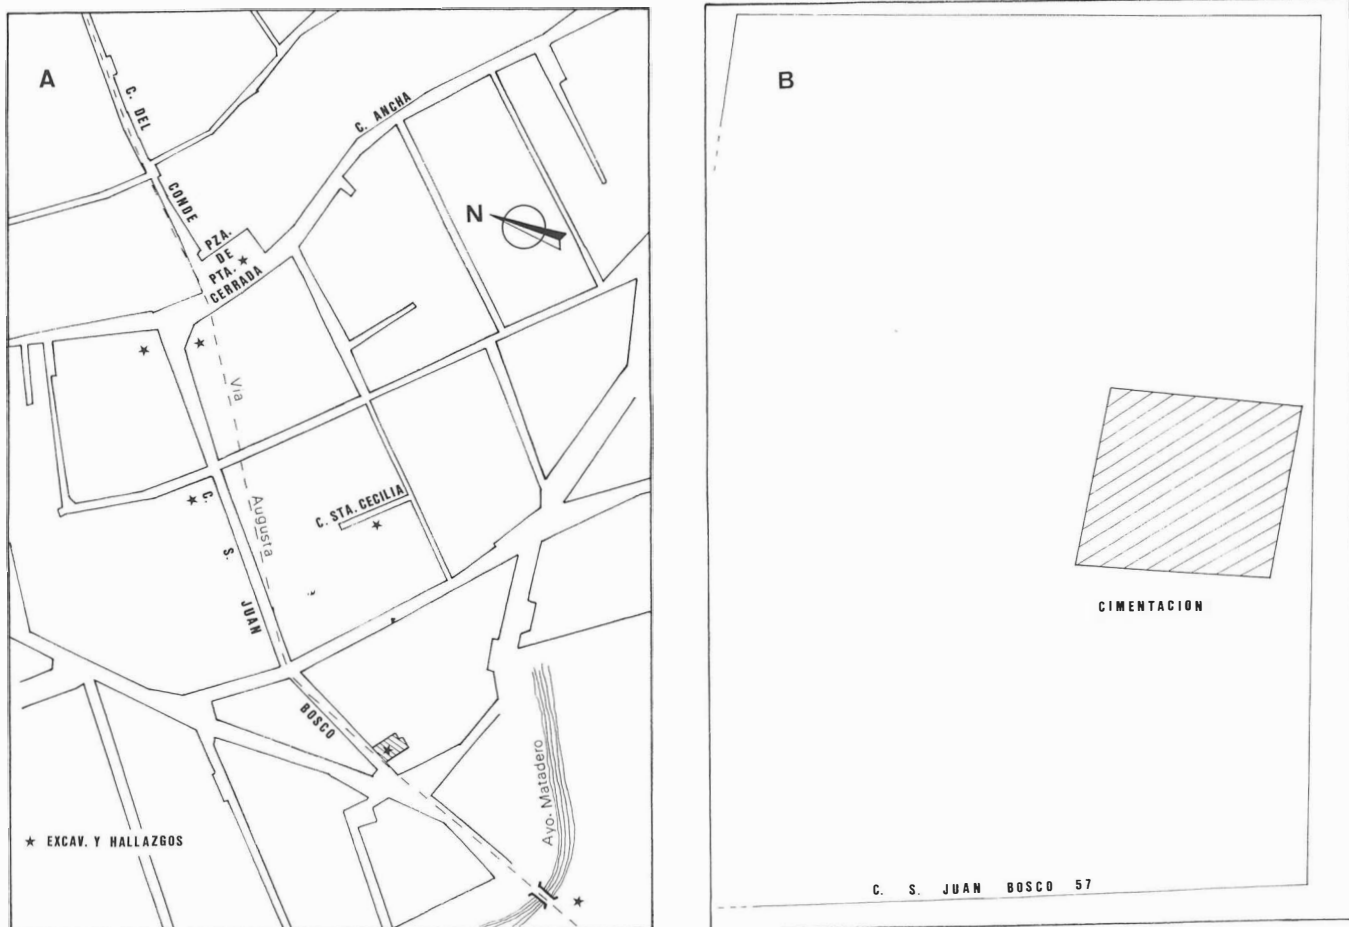 A
C. DEL
CONDE
C. ANCHA
N
PZA.
DE
PTA.
CERRADA
Vía
Augusta
C. STA. CECILIA
C.
S.
JUAN
BOSCO
Ayo. Matadero
★ EXCAV. Y HALLAZGOS
B
CIMENTACION
C. S. JUAN BOSCO 57